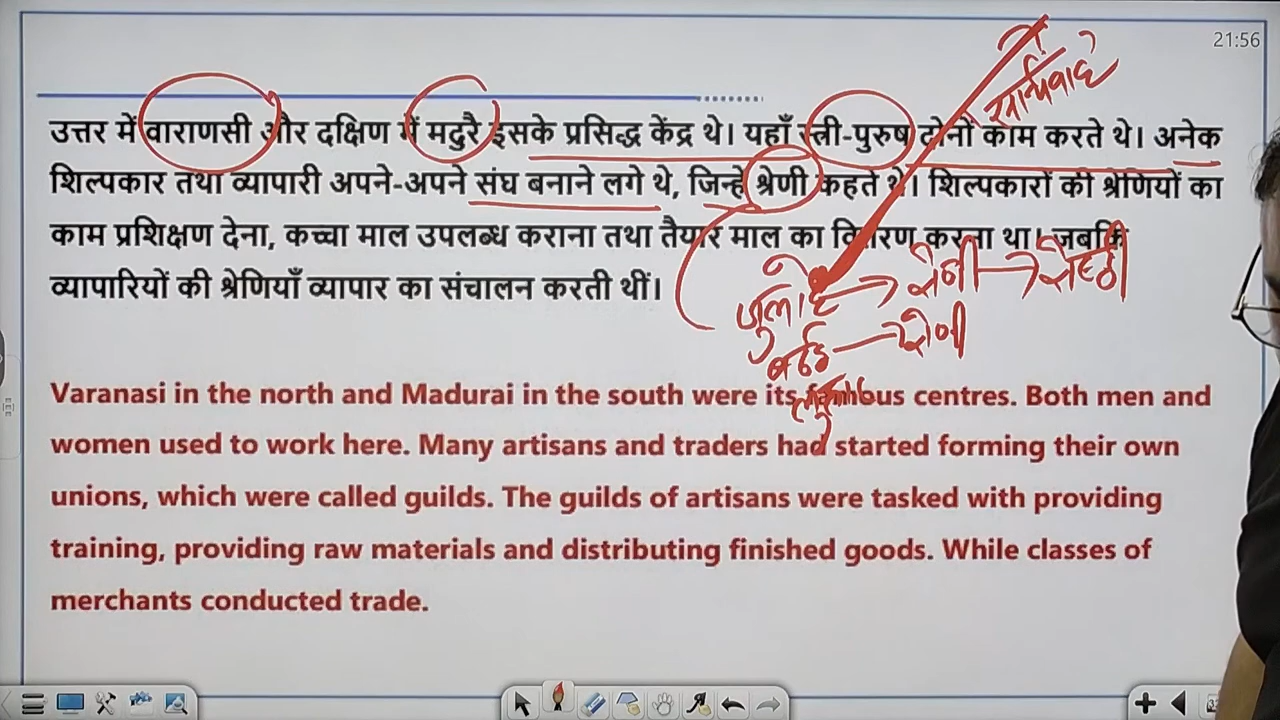 21:56
सार्थवाह
उत्तर में वाराणसी और दक्षिण में मदुरै इसके प्रसिद्ध केंद्र थे। यहाँ स्त्री-पुरुष दोनों काम करते थे। अनेक
शिल्पकार तथा व्यापारी अपने-अपने संघ बनाने लगे थे, जिन्हें श्रेणी कहते थे। शिल्पकारों की श्रेणियों का
काम प्रशिक्षण देना, कच्चा माल उपलब्ध कराना तथा तैयार माल का वितरण करना था। जबकि
व्यापारियों की श्रेणियाँ व्यापार का संचालन करती थीं।
जुलाहे → श्रेणी →
बढ़ई → श्रेणी
Varanasi in the north and Madurai in the south were its famous centres. Both men and
women used to work here. Many artisans and traders had started forming their own
unions, which were called guilds. The guilds of artisans were tasked with providing
training, providing raw materials and distributing finished goods. While classes of
merchants conducted trade.